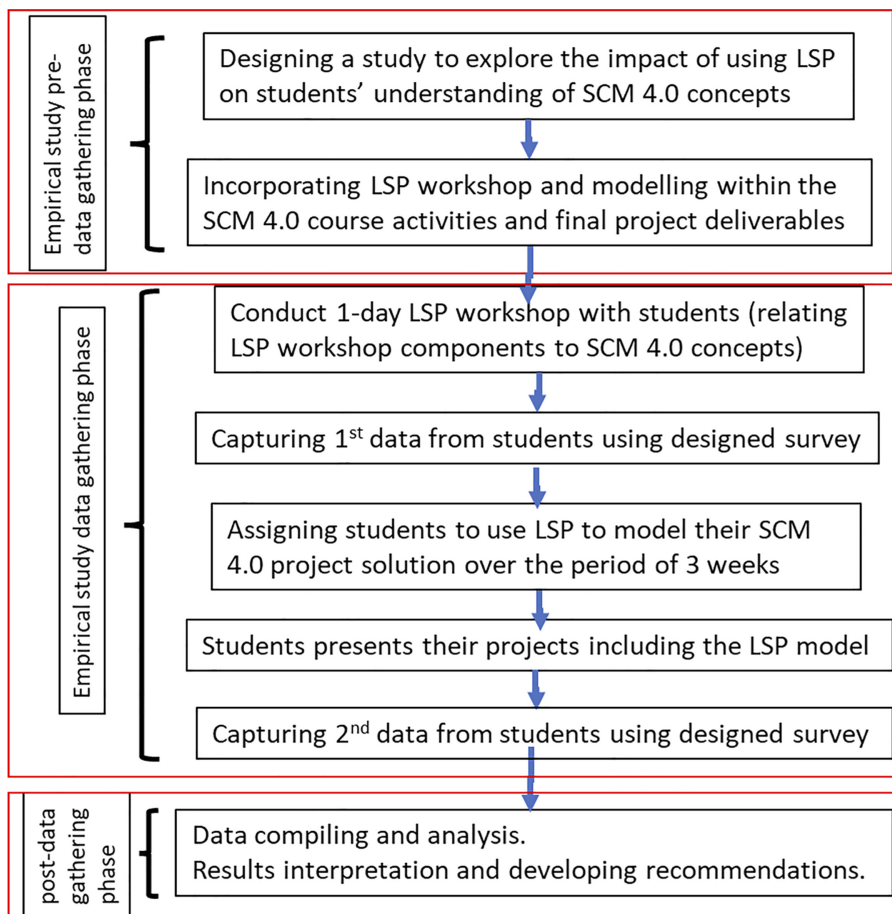 Empirical study pre-
data gathering phase
Designing a study to explore the impact of using LSP
on students’ understanding of SCM 4.0 concepts
Incorporating LSP workshop and modelling within the
SCM 4.0 course activities and final project deliverables
Empirical study data gathering phase
Conduct 1-day LSP workshop with students (relating
LSP workshop components to SCM 4.0 concepts)
Capturing 1st data from students using designed survey
Assigning students to use LSP to model their SCM
4.0 project solution over the period of 3 weeks
Students presents their projects including the LSP model
Capturing 2nd data from students using designed survey
post-data
gathering
phase
Data compiling and analysis.
Results interpretation and developing recommendations.